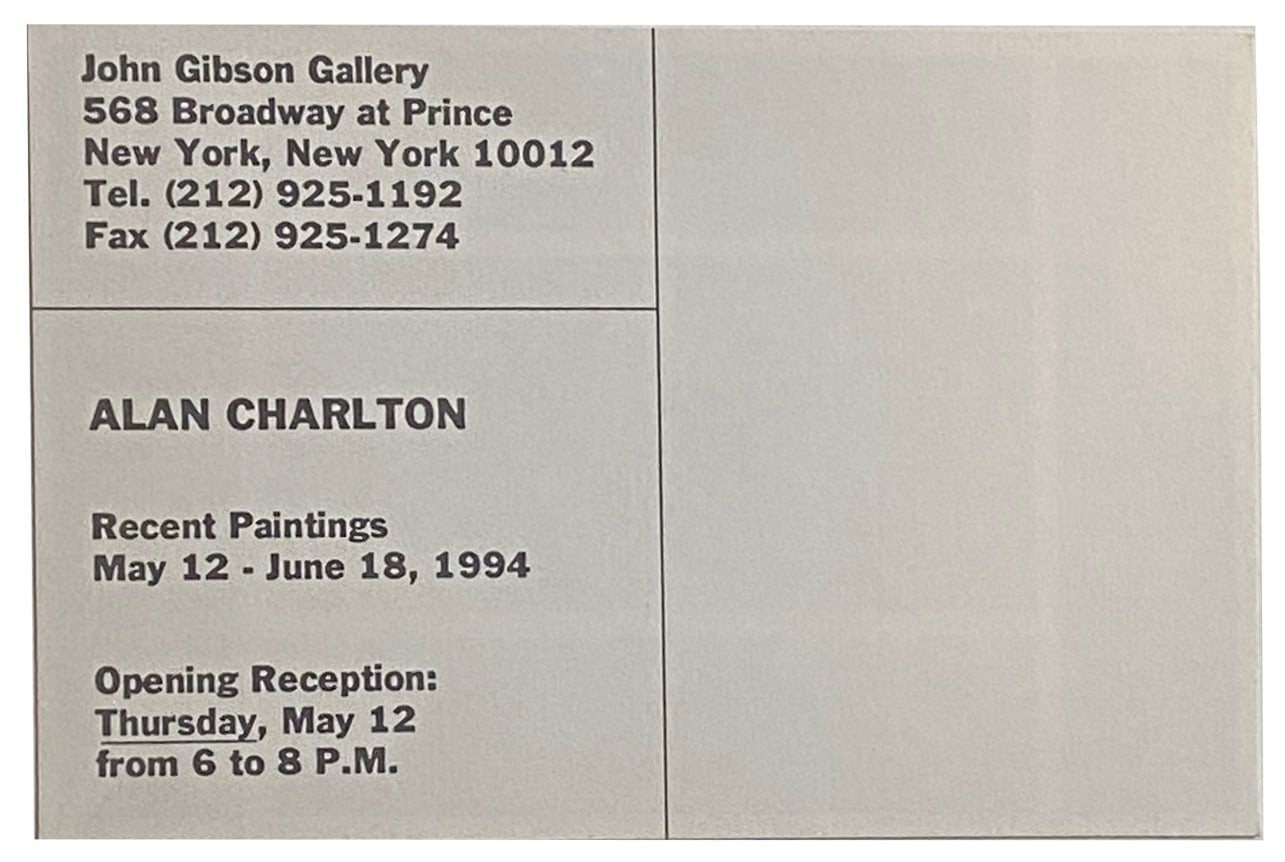 John Gibson Gallery
568 Broadway at Prince
New York, New York 10012
Tel. (212) 925-1192
Fax (212) 925-1274
ALAN CHARLTON
Recent Paintings
May 12 - June 18, 1994
Opening Reception:
Thursday, May 12
from 6 to 8 P.M.